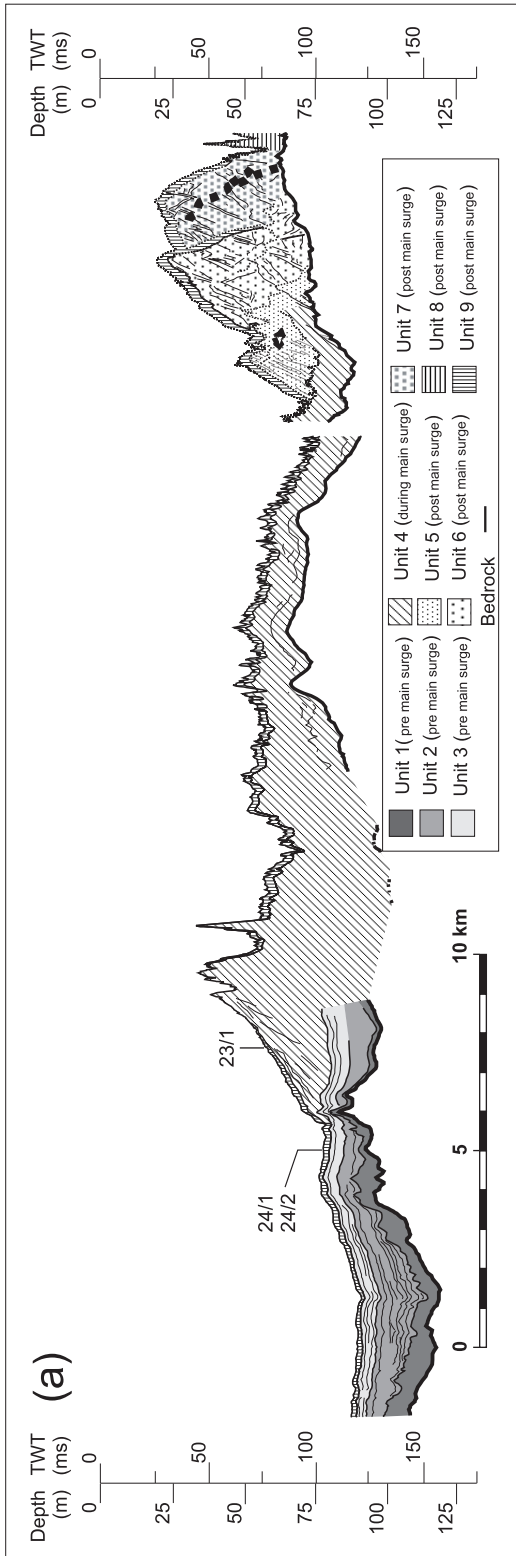 (a)
Depth TWT
(m) (ms)
0 0
25
50
50
75 100
100
125 150
Depth TWT
(m) (ms)
0 0
25
50
50
75 100
100
125 150
24/1
24/2
23/1
0 5 10 km
Unit 1 (pre main surge) Unit 4 (during main surge) Unit 7 (post main surge)
Unit 2 (pre main surge) Unit 5 (post main surge) Unit 8 (post main surge)
Unit 3 (pre main surge) Unit 6 (post main surge) Unit 9 (post main surge)
Bedrock